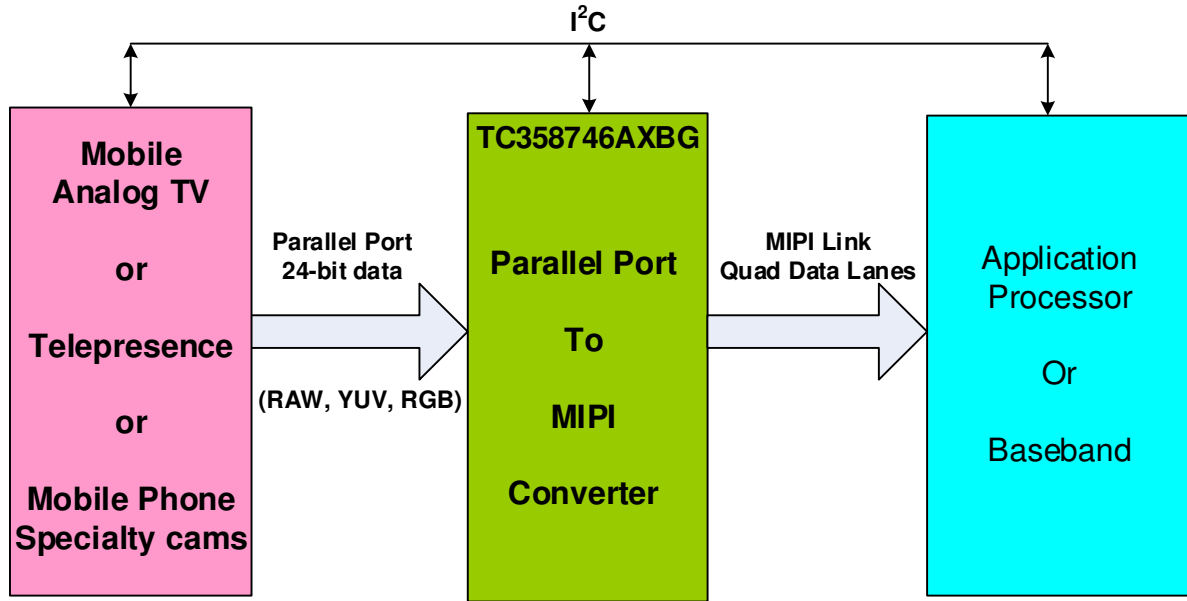 I²C
Mobile
Analog TV
or
Telepresence
or
Mobile Phone
Specialty cams
Parallel Port
24-bit data
(RAW, YUV, RGB)
TC358746AXBG
Parallel Port
To
MIPI
Converter
MIPI Link
Quad Data Lanes
Application
Processor
Or
Baseband